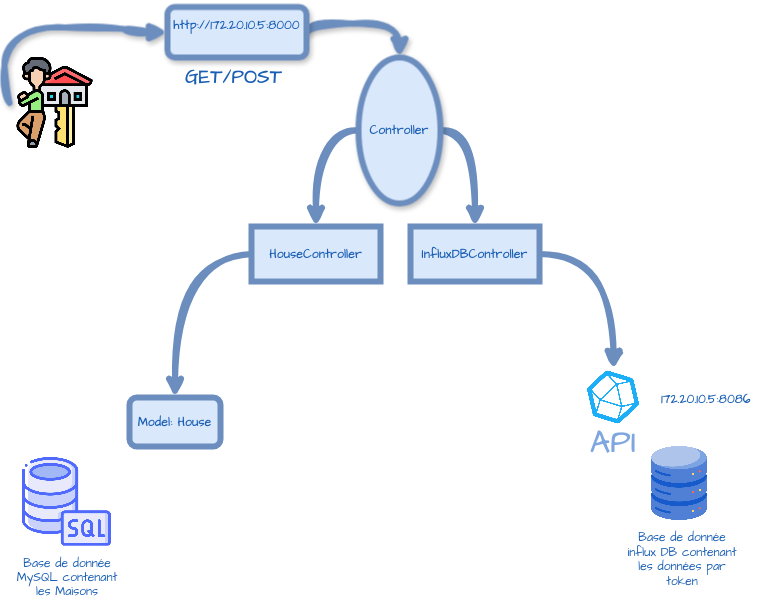 http://172.20.10.5:8000
GET/POST
Controller
HouseController
InfluxDBController
172.20.10.5:8086
Model: House
API
SQL
Base de donnée
MySQL contenant
les Maisons
Base de donnée
influx DB contenant
les données par
token